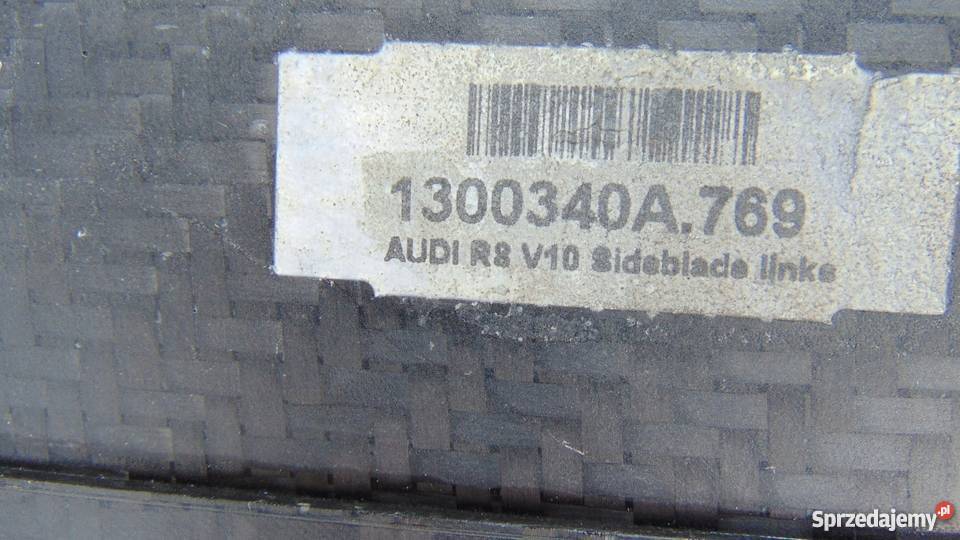 1300340A.769
AUDI R8 V10 Sideblade links
Sprzedajemy.pl